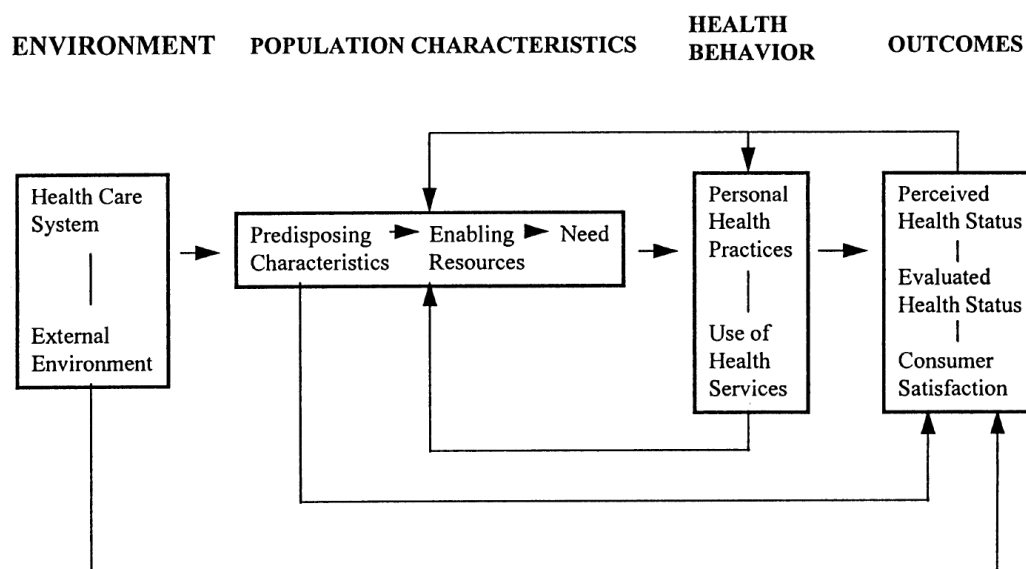 ENVIRONMENT
POPULATION CHARACTERISTICS
HEALTH
BEHAVIOR
OUTCOMES
Health Care
System
External
Environment
Predisposing
Characteristics
Enabling
Resources
Need
Personal
Health
Practices
Use of
Health
Services
Perceived
Health Status
Evaluated
Health Status
Consumer
Satisfaction